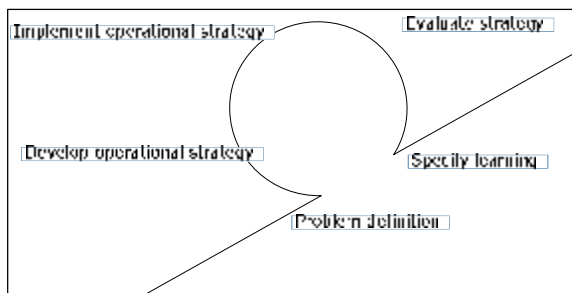 Implement operational strategy
Evaluate strategy
Develop operational strategy
Specify learning
Problem definition